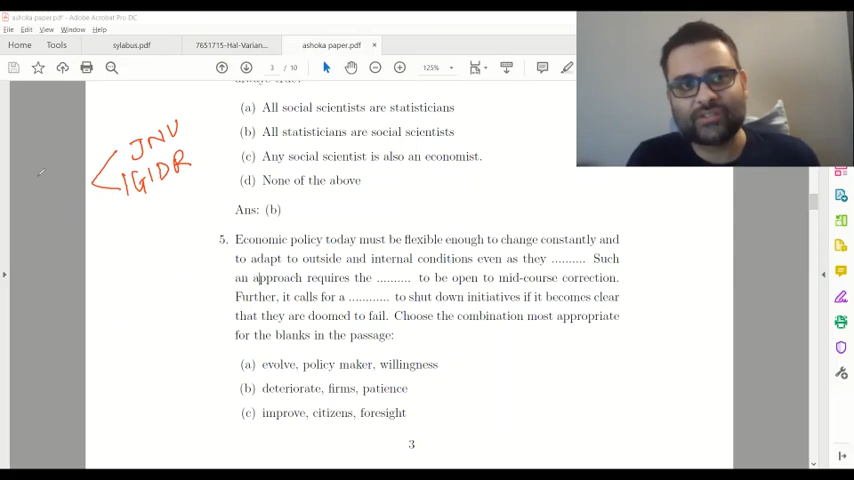 ashoka paper.pdf - Adobe Acrobat Pro DC
File Edit View Window Help
Home Tools sylabus.pdf 7651715-Hal-Varian... ashoka paper.pdf ×
3 / 10 125%
always true:
(a) All social scientists are statisticians
(b) All statisticians are social scientists
(c) Any social scientist is also an economist.
(d) None of the above
Ans: (b)
JNU
IGIDR
5. Economic policy today must be flexible enough to change constantly and
to adapt to outside and internal conditions even as they .......... Such
an approach requires the .......... to be open to mid-course correction.
Further, it calls for a ............ to shut down initiatives if it becomes clear
that they are doomed to fail. Choose the combination most appropriate
for the blanks in the passage:
(a) evolve, policy maker, willingness
(b) deteriorate, firms, patience
(c) improve, citizens, foresight
3